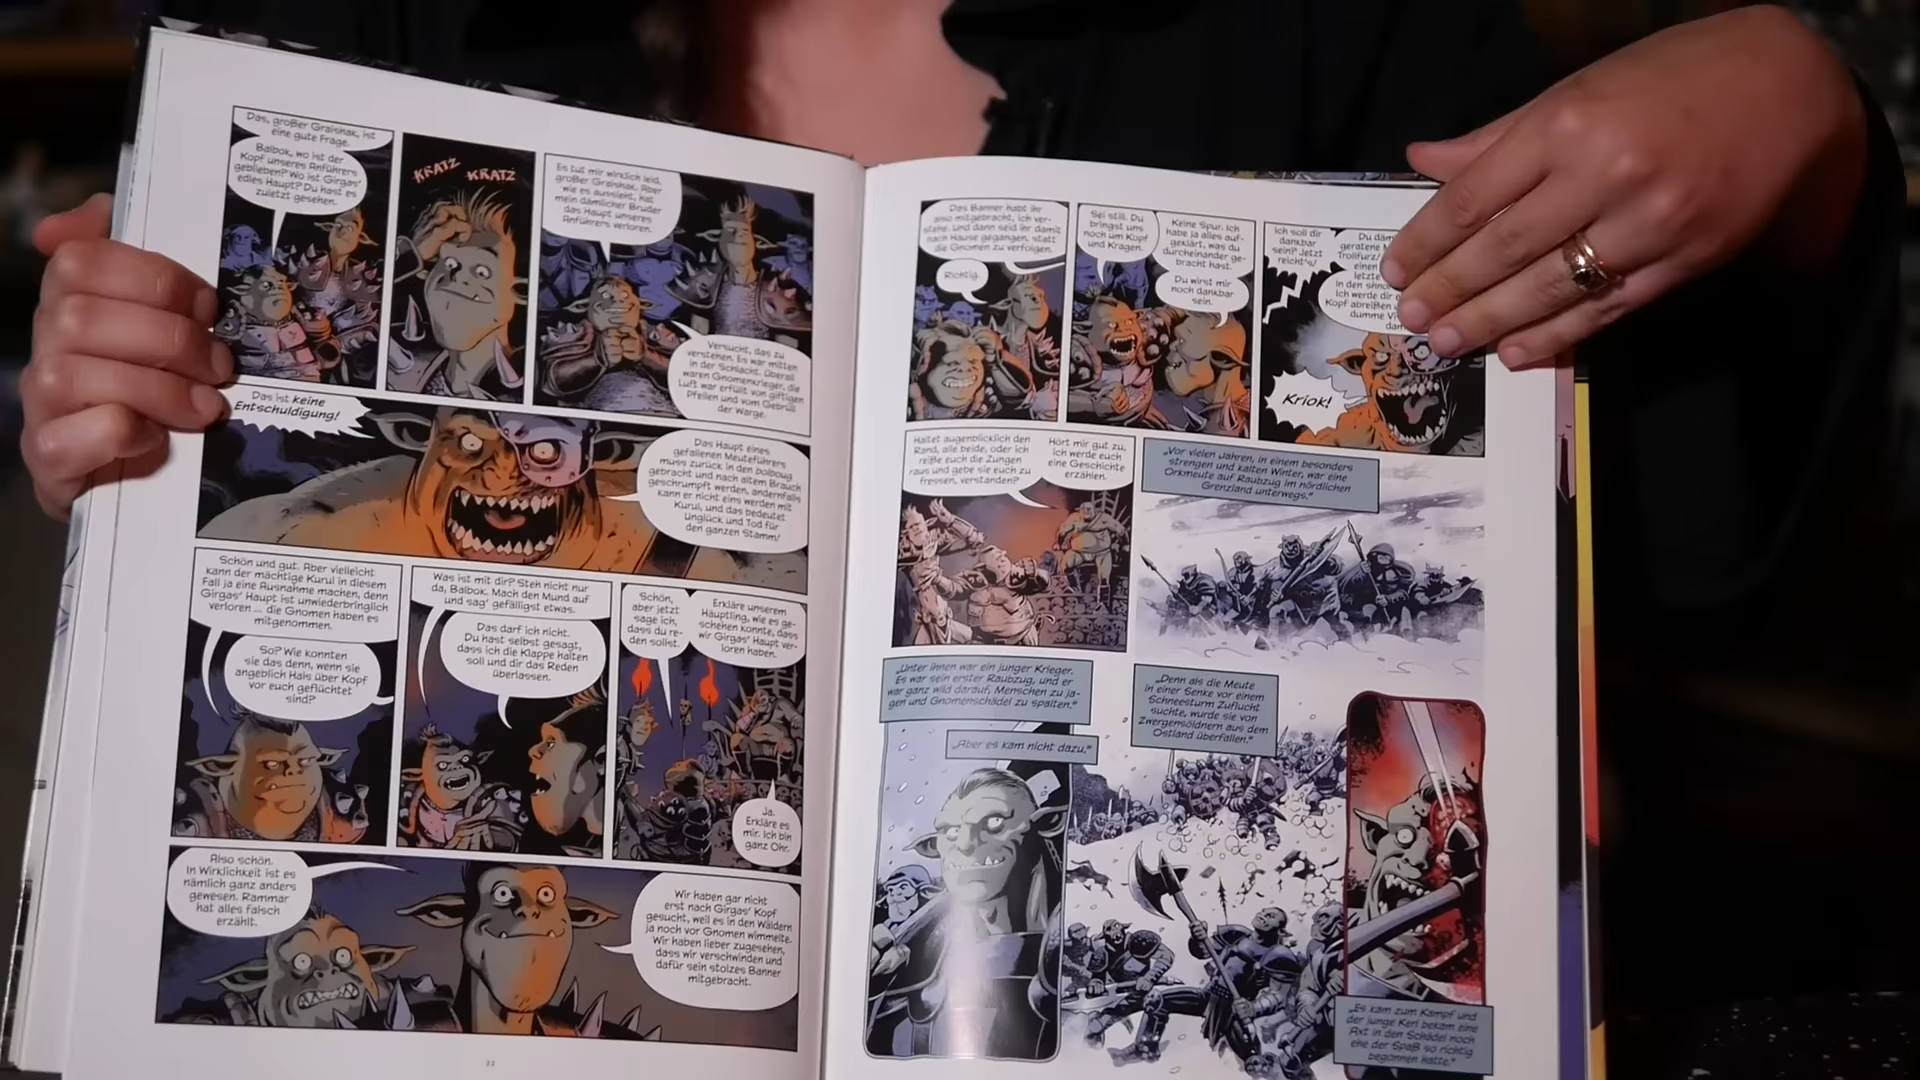 Das, großer Graishak, ist
eine gute Frage.
Balbok, wo ist der
Kopf unseres Anführers
geblieben? Wo ist Girgas'
edles Haupt? Du hast es
zuletzt gesehen.
KRATZ
KRATZ
Es tut mir wirklich leid,
großer Graishak. Aber
wie es aussieht, hat
mein dämlicher Bruder
das Haupt unseres
Anführers verloren.
Versucht, das zu
verstehen. Es war mitten
in der Schlacht. Überall
waren Gnomenkrieger, die
Luft war erfüllt von giftigen
Pfeilen und vom Gebrüll
der Warge.
Das ist keine
Entschuldigung!
Das Haupt eines
gefallenen Meuteführers
muss zurück in den bolboug
gebracht und nach altem Brauch
geschrumpft werden, andernfalls
kann er nicht eins werden mit
Kurul, und das bedeutet
Unglück und Tod für
den ganzen Stamm!
Schön und gut. Aber vielleicht
kann der mächtige Kurul in diesem
Fall ja eine Ausnahme machen, denn
Girgas' Haupt ist unwiederbringlich
verloren ... die Gnomen haben es
mitgenommen.
So? Wie konnten
sie das denn, wenn sie
angeblich Hals über Kopf
vor euch geflüchtet
sind?
Was ist mit dir? Steh nicht nur
da, Balbok. Mach den Mund auf
und sag' gefälligst etwas.
Das darf ich nicht.
Du hast selbst gesagt,
dass ich die Klappe halten
soll und dir das Reden
überlassen.
Schön,
aber jetzt
sage ich,
dass du re-
den sollst.
Erkläre unserem
Häuptling, wie es ge-
schehen konnte, dass
wir Girgas' Haupt ver-
loren haben.
Ja.
Erkläre es
mir. Ich bin
ganz Ohr.
Also schön.
In Wirklichkeit ist es
nämlich ganz anders
gewesen. Rammar
hat alles falsch
erzählt.
Wir haben gar nicht
erst nach Girgas' Kopf
gesucht, weil es in den Wäldern
ja noch vor Gnomen wimmelte.
Wir haben lieber zugesehen,
dass wir verschwinden und
dafür sein stolzes Banner
mitgebracht.
Das Banner habt ihr
also mitgebracht, ich ver-
stehe. und dann seid ihr damit
nach Hause gegangen, statt
die Gnomen zu verfolgen.
Richtig.
Sei still. Du
bringst uns
noch um Kopf
und Kragen.
Keine Spur. Ich
habe ja alles auf-
geklärt, was du
durcheinander ge-
bracht hast.
Du wirst mir
noch dankbar
sein.
Ich soll dir
dankbar
sein? Jetzt
reicht's!
Du däm
geratene
Trollfurz!
einen
letzte
in den
Ich werde dir
Kopf abreißen
dumme
Kriok!
Haltet augenblicklich den
Rand, alle beide, oder ich
reiße euch die Zungen
raus und gebe sie euch zu
fressen, verstanden?
Hört mir gut zu,
ich werde euch
eine Geschichte
erzählen.
„Vor vielen Jahren, in einem besonders
strengen und kalten Winter, war eine
Orkmeute auf Raubzug im nördlichen
Grenzland unterwegs.“
„Unter ihnen war ein junger Krieger.
Es war sein erster Raubzug, und er
war ganz wild darauf, Menschen zu ja-
gen und Gnomenschädel zu spalten.“
„Aber es kam nicht dazu.“
„Denn als die Meute
in einer Senke vor einem
Schneesturm Zuflucht
suchte, wurde sie von
Zwergensöldnern aus dem
Ostland überfallen.“
„Es kam zum Kampf und
der junge Kerl bekam eine
Axt in den Schädel noch
ehe der Spaß so richtig
begonnen hatte.“